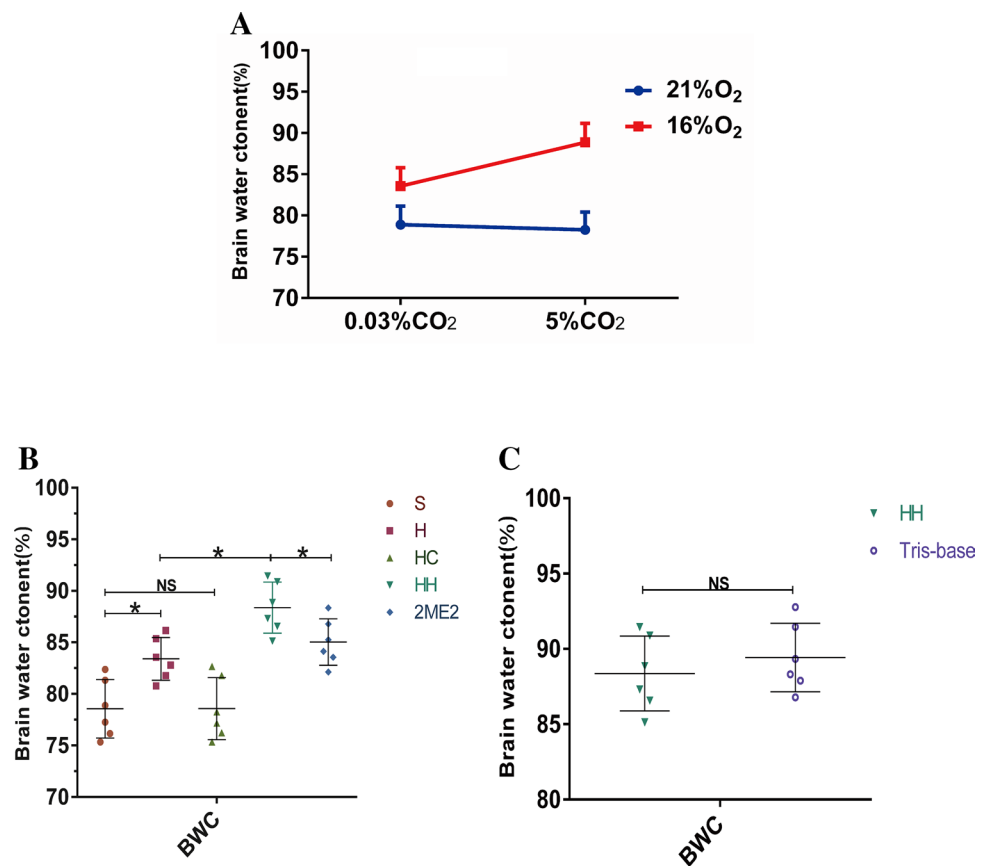 A
Brain water ctonent(%)
100
95
90
85
80
75
70
0.03%CO2
5%CO2
21%O2
16%O2
B
Brain water ctonent(%)
100
95
90
85
80
75
70
*
NS
*
*
BWC
S
H
HC
HH
2ME2
C
Brain water ctonent(%)
100
95
90
85
80
NS
BWC
HH
Tris-base